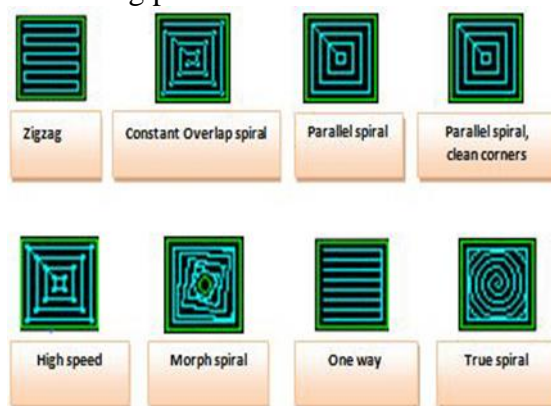 Zigzag
Constant Overlap spiral
Parallel spiral
Parallel spiral,
clean corners
High speed
Morph spiral
One way
True spiral